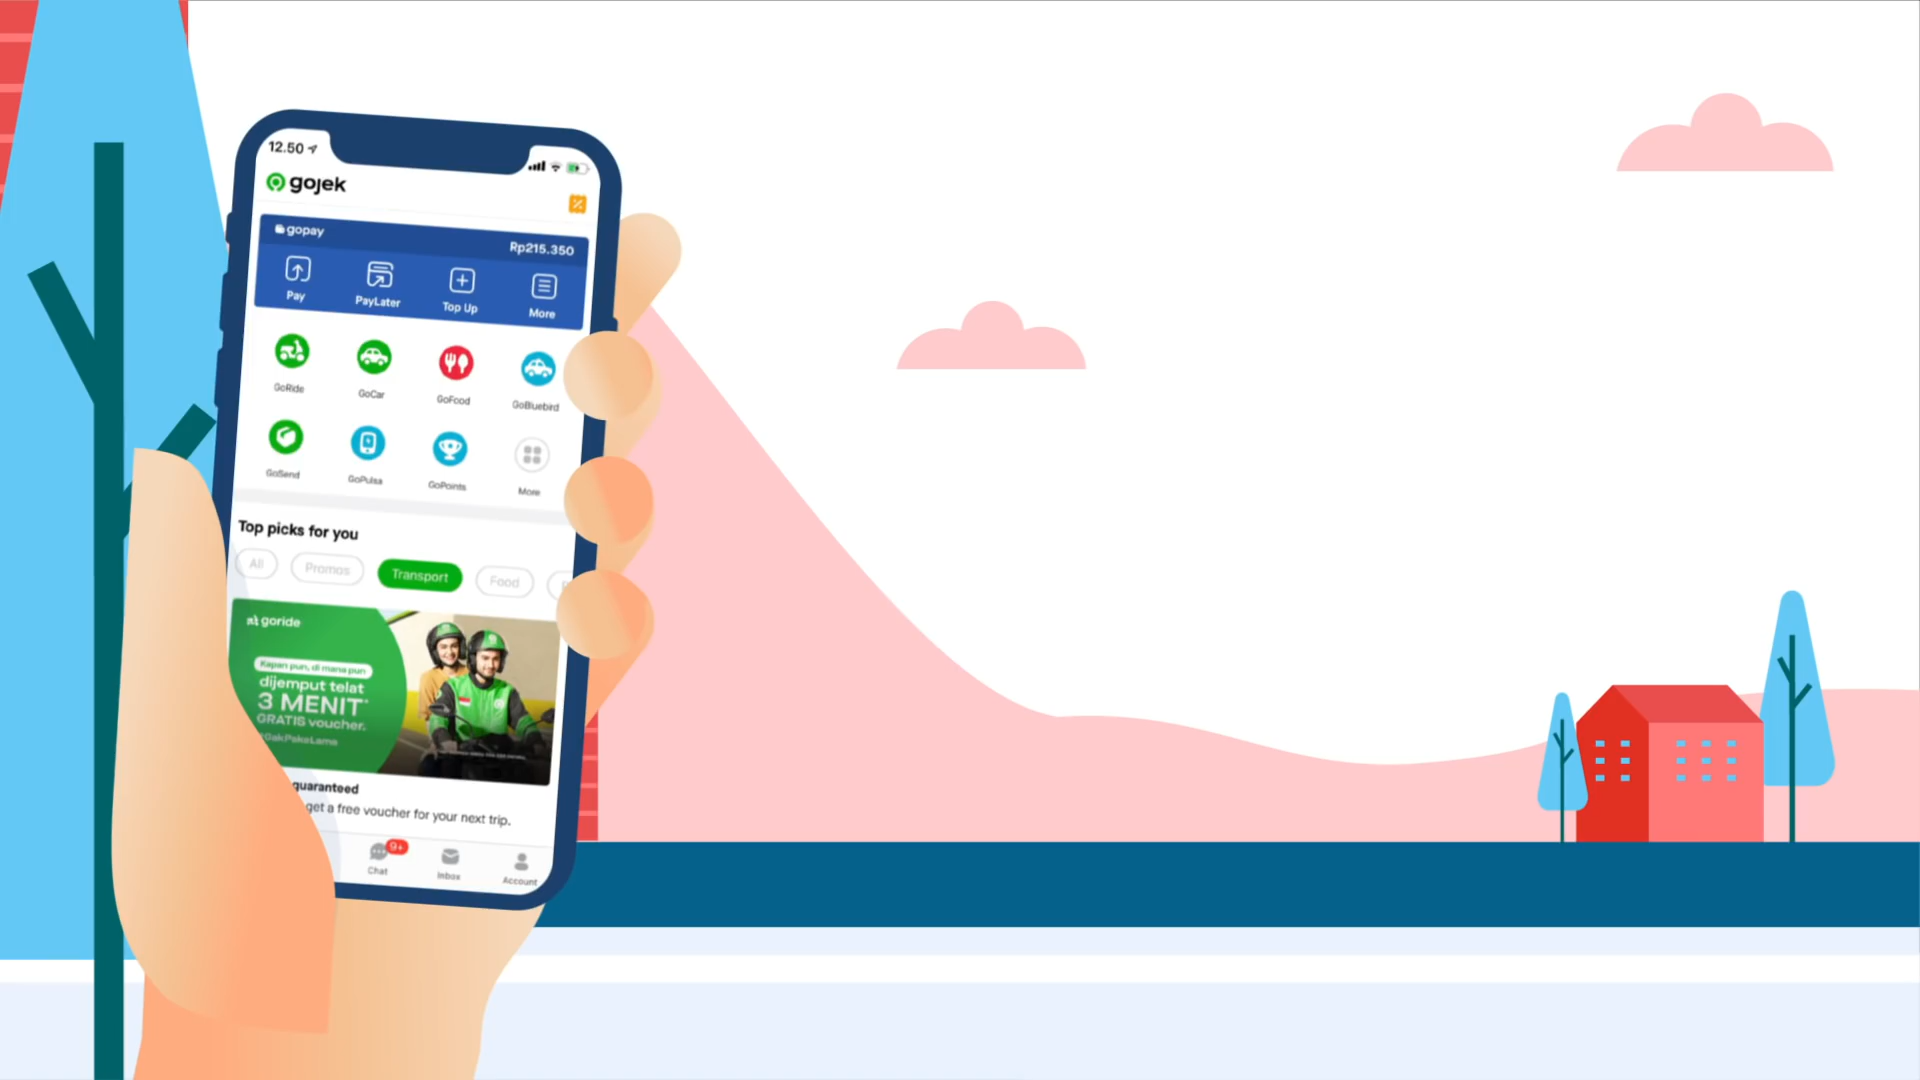 12.50
gojek
gopay
Rp215.350
Pay
PayLater
Top Up
More
GoRide
GoCar
GoFood
GoBluebird
GoSend
GoPulsa
GoPoints
More
Top picks for you
All
Promos
Transport
Food
goride
Kapan pun, di mana pun
dijemput telat
3 MENIT*
GRATIS voucher.
#GakPakeLama
guaranteed
get a free voucher for your next trip.
9+
Chat
Inbox
Account